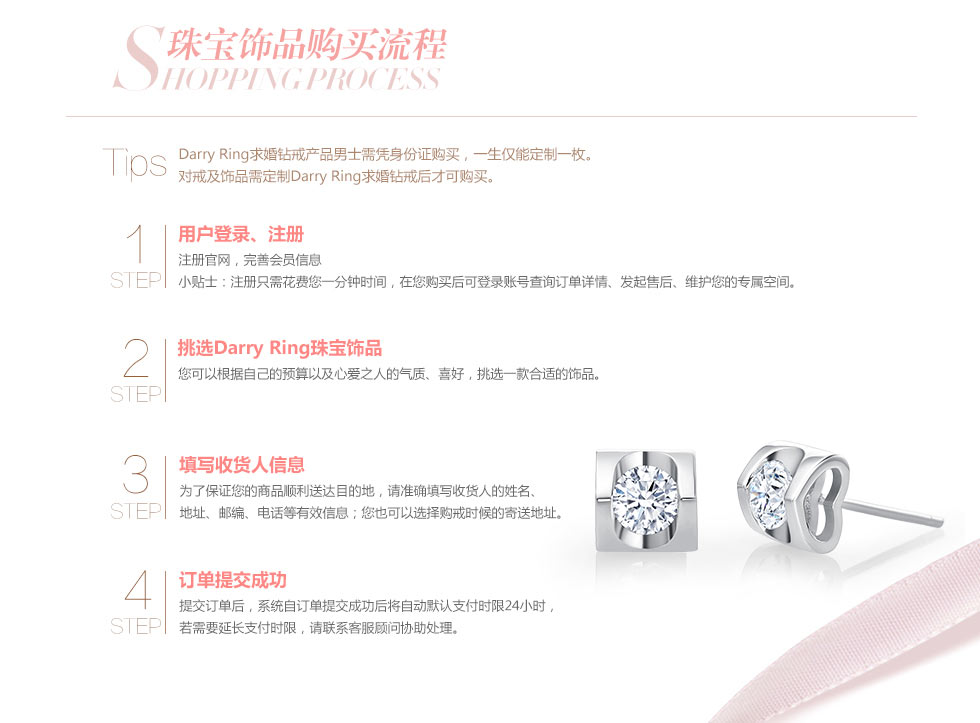 珠宝饰品购买流程
SHOPPING PROCESS
Tips
Darry Ring求婚钻戒产品男士需凭身份证购买，一生仅能定制一枚。
对戒及饰品需定制Darry Ring求婚钻戒后才可购买。
1
STEP
用户登录、注册
注册官网，完善会员信息
小贴士：注册只需花费您一分钟时间，在您购买后可登录账号查询订单详情、发起售后、维护您的专属空间。
2
STEP
挑选Darry Ring珠宝饰品
您可以根据自己的预算以及心爱之人的气质、喜好，挑选一款合适的饰品。
3
STEP
填写收货人信息
为了保证您的商品顺利送达目的地，请准确填写收货人的姓名、
地址、邮编、电话等有效信息；您也可以选择购戒时候的寄送地址。
4
STEP
订单提交成功
提交订单后，系统自订单提交成功后将自动默认支付时限24小时，
若需要延长支付时限，请联系客服顾问协助处理。